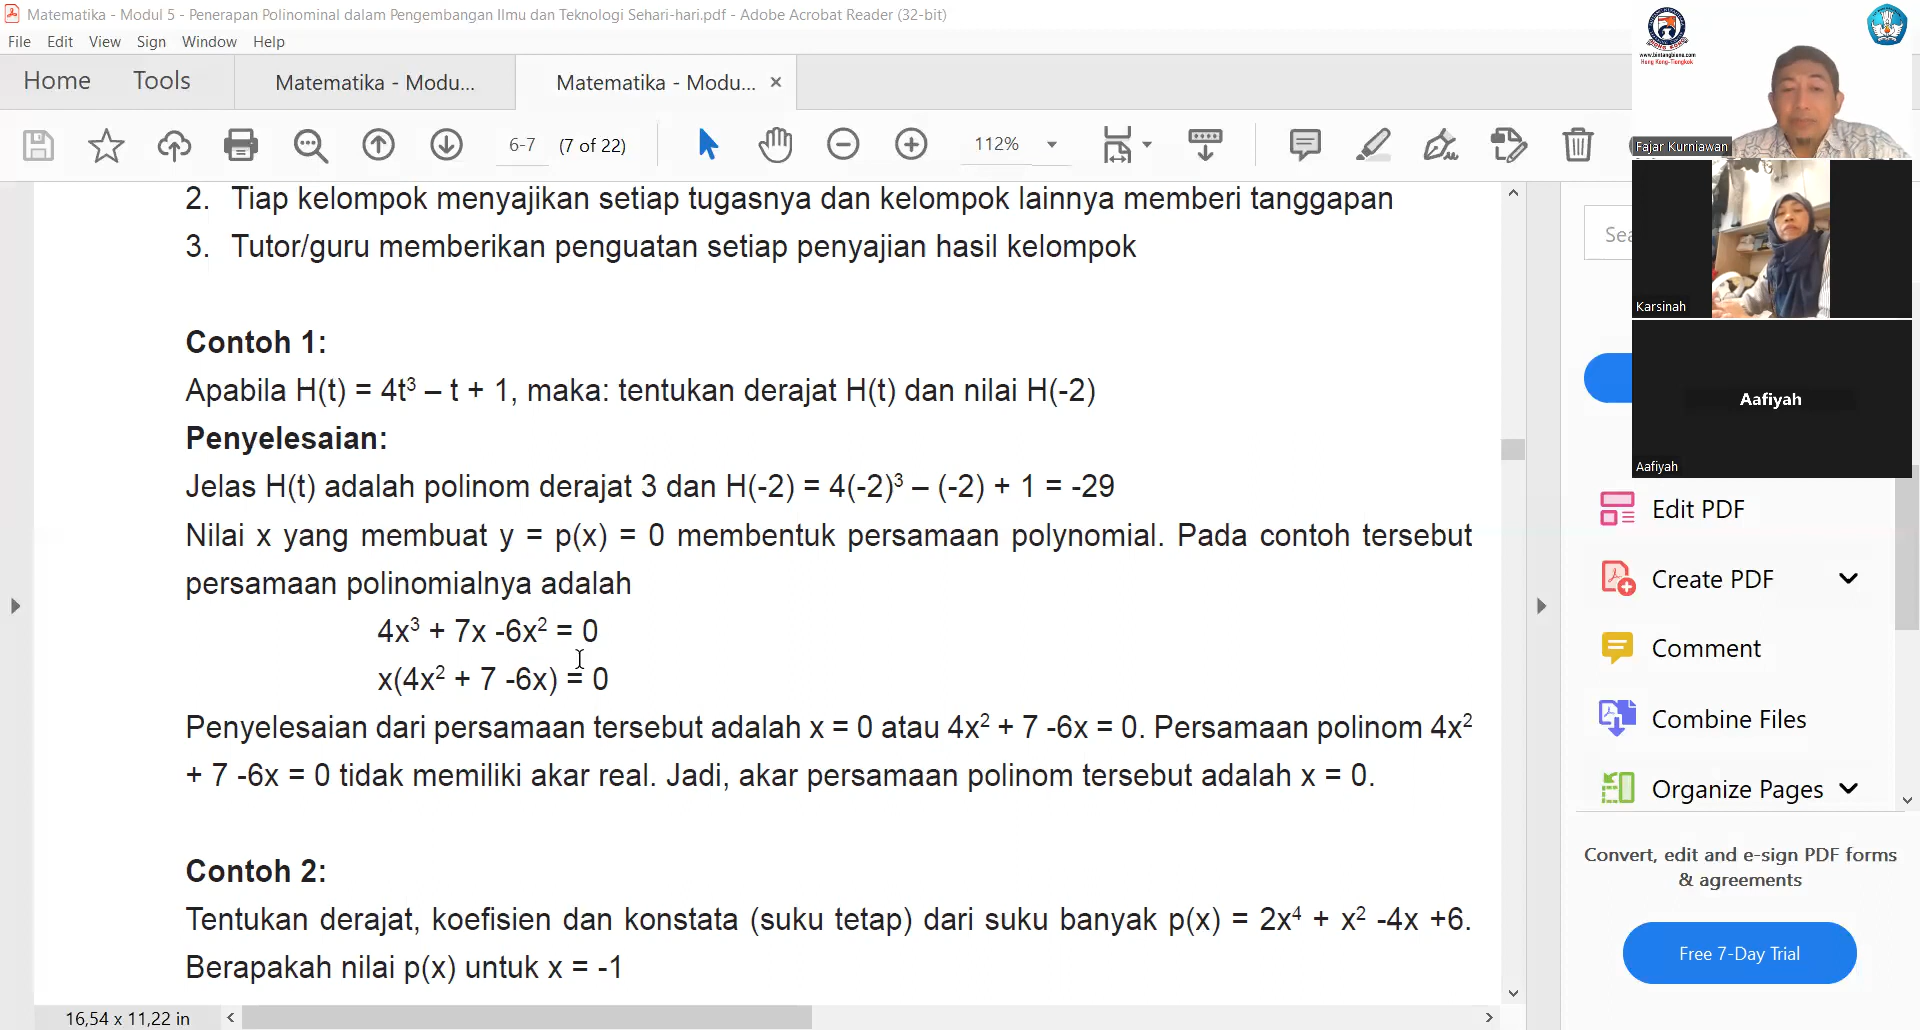 Matematika - Modul 5 - Penerapan Polinominal dalam Pengembangan Ilmu dan Teknologi Sehari-hari.pdf - Adobe Acrobat Reader (32-bit)
File Edit View Sign Window Help
Home Tools Matematika - Modu... Matematika - Modu... ×
6-7 (7 of 22) 112%
2. Tiap kelompok menyajikan setiap tugasnya dan kelompok lainnya memberi tanggapan
3. Tutor/guru memberikan penguatan setiap penyajian hasil kelompok
Contoh 1:
Apabila H(t) = 4t³ – t + 1, maka: tentukan derajat H(t) dan nilai H(-2)
Penyelesaian:
Jelas H(t) adalah polinom derajat 3 dan H(-2) = 4(-2)³ – (-2) + 1 = -29
Nilai x yang membuat y = p(x) = 0 membentuk persamaan polynomial. Pada contoh tersebut
persamaan polinomialnya adalah
4x³ + 7x -6x² = 0
x(4x² + 7 -6x) = 0
Penyelesaian dari persamaan tersebut adalah x = 0 atau 4x² + 7 -6x = 0. Persamaan polinom 4x²
+ 7 -6x = 0 tidak memiliki akar real. Jadi, akar persamaan polinom tersebut adalah x = 0.
Contoh 2:
Tentukan derajat, koefisien dan konstata (suku tetap) dari suku banyak p(x) = 2x⁴ + x² -4x +6.
Berapakah nilai p(x) untuk x = -1
16,54 x 11,22 in
www.bintangbiona.com
Hong Kong-Tiongkok
Fajar Kurniawan
Karsinah
Aafiyah
Aafiyah
Edit PDF
Create PDF
Comment
Combine Files
Organize Pages
Convert, edit and e-sign PDF forms
& agreements
Free 7-Day Trial